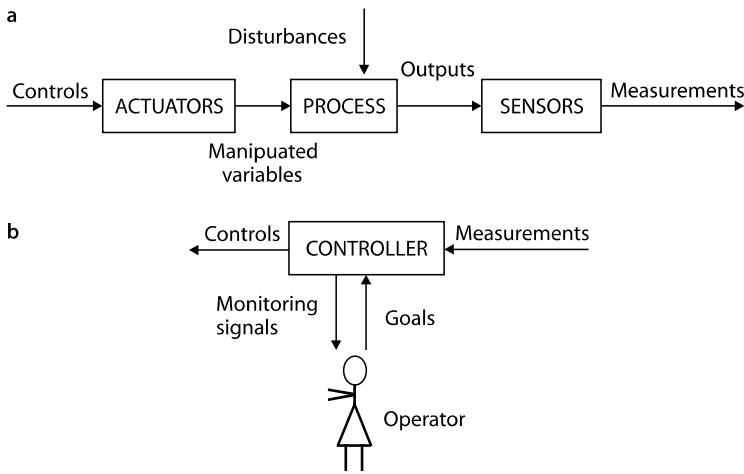 a
Disturbances
Controls
ACTUATORS
PROCESS
Outputs
SENSORS
Measurements
Manipuated
variables
b
Controls
CONTROLLER
Measurements
Monitoring
signals
Goals
Operator